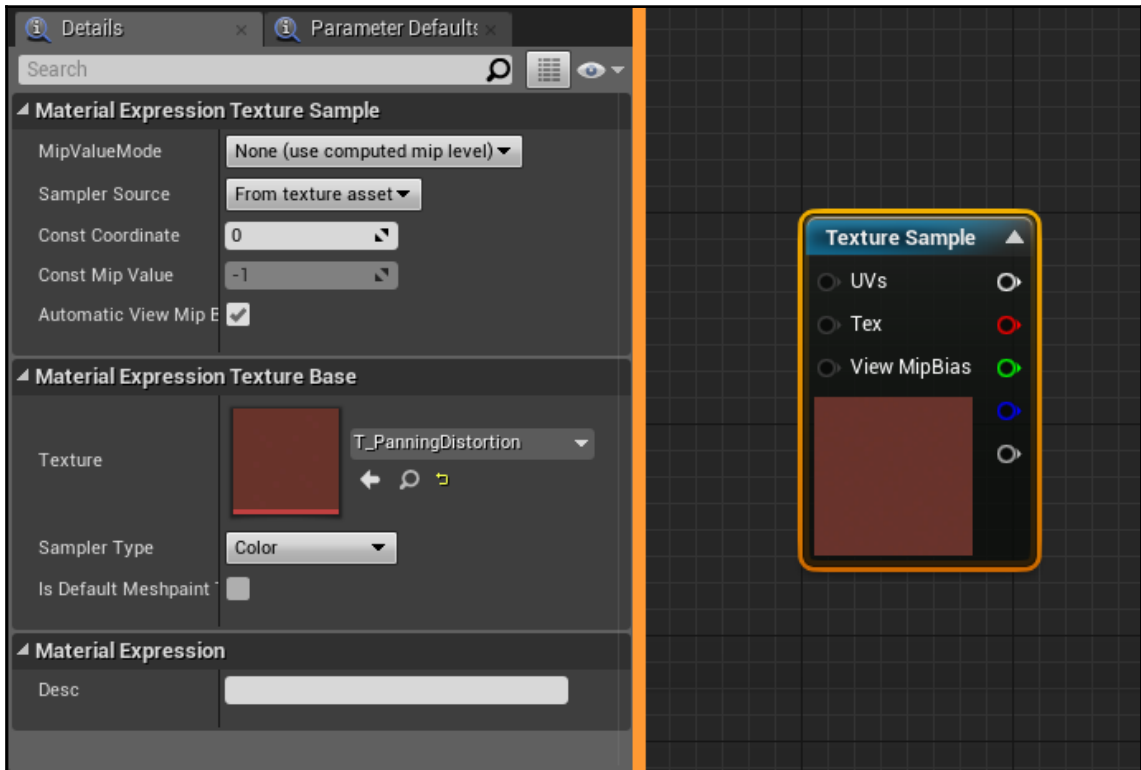 Details
Parameter Defaults
Search
Material Expression Texture Sample
MipValueMode
None (use computed mip level)
Sampler Source
From texture asset
Const Coordinate
0
Const Mip Value
-1
Automatic View Mip B
Material Expression Texture Base
Texture
T_PanningDistortion
Sampler Type
Color
Is Default Meshpaint
Material Expression
Desc
Texture Sample
UVs
Tex
View MipBias